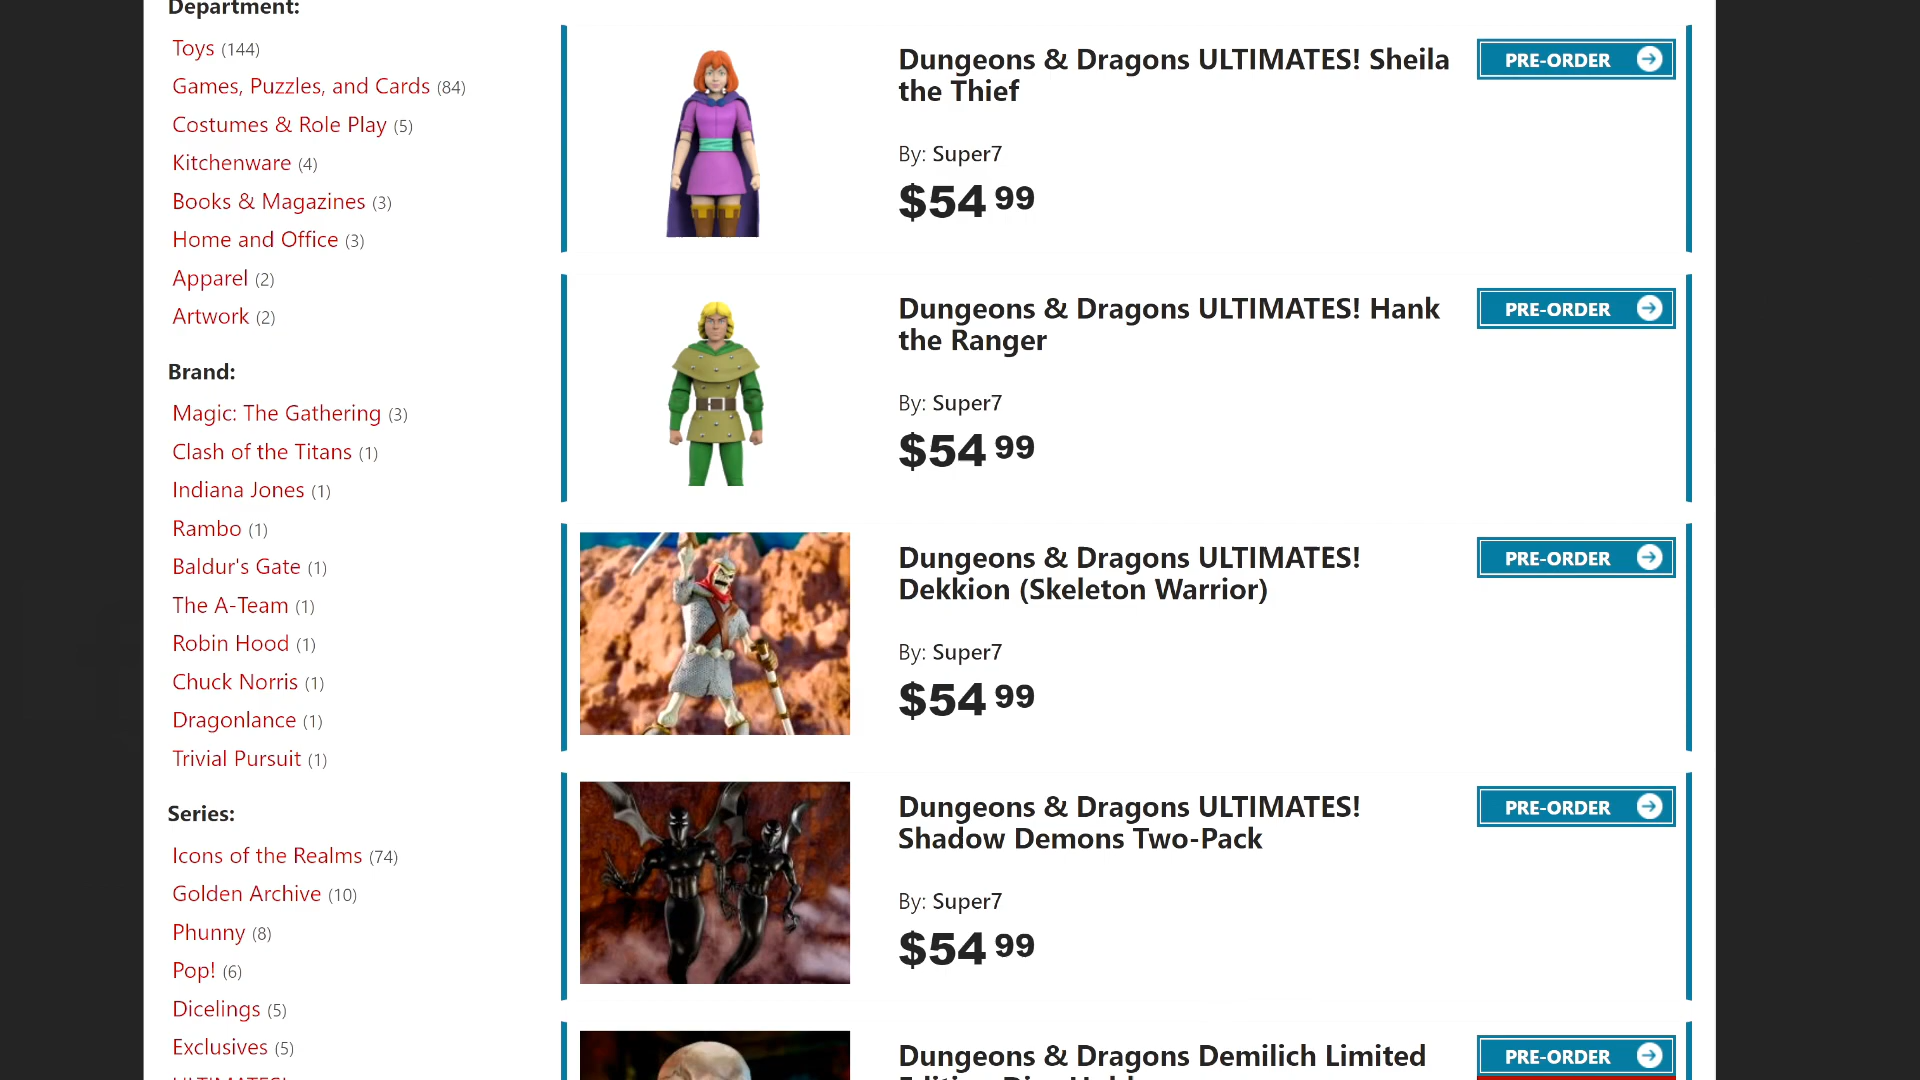 Department:
Toys (144)
Games, Puzzles, and Cards (84)
Costumes & Role Play (5)
Kitchenware (4)
Books & Magazines (3)
Home and Office (3)
Apparel (2)
Artwork (2)
Brand:
Magic: The Gathering (3)
Clash of the Titans (1)
Indiana Jones (1)
Rambo (1)
Baldur's Gate (1)
The A-Team (1)
Robin Hood (1)
Chuck Norris (1)
Dragonlance (1)
Trivial Pursuit (1)
Series:
Icons of the Realms (74)
Golden Archive (10)
Phunny (8)
Pop! (6)
Dicelings (5)
Exclusives (5)
ULTIMATES!
Dungeons & Dragons ULTIMATES! Sheila
the Thief
By: Super7
$54 99
PRE-ORDER
Dungeons & Dragons ULTIMATES! Hank
the Ranger
By: Super7
$54 99
PRE-ORDER
Dungeons & Dragons ULTIMATES!
Dekkion (Skeleton Warrior)
By: Super7
$54 99
PRE-ORDER
Dungeons & Dragons ULTIMATES!
Shadow Demons Two-Pack
By: Super7
$54 99
PRE-ORDER
Dungeons & Dragons Demilich Limited
PRE-ORDER